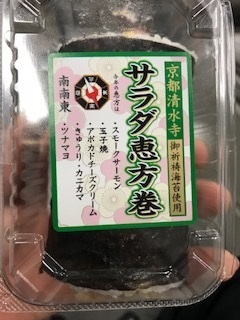 京都清水寺
御祈祷海苔使用
サラダ恵方巻
・スモークサーモン
・玉子焼
・アボカドチーズクリーム
・きゅうり・カニカマ
・ツナマヨ
今年の恵方は
南南東